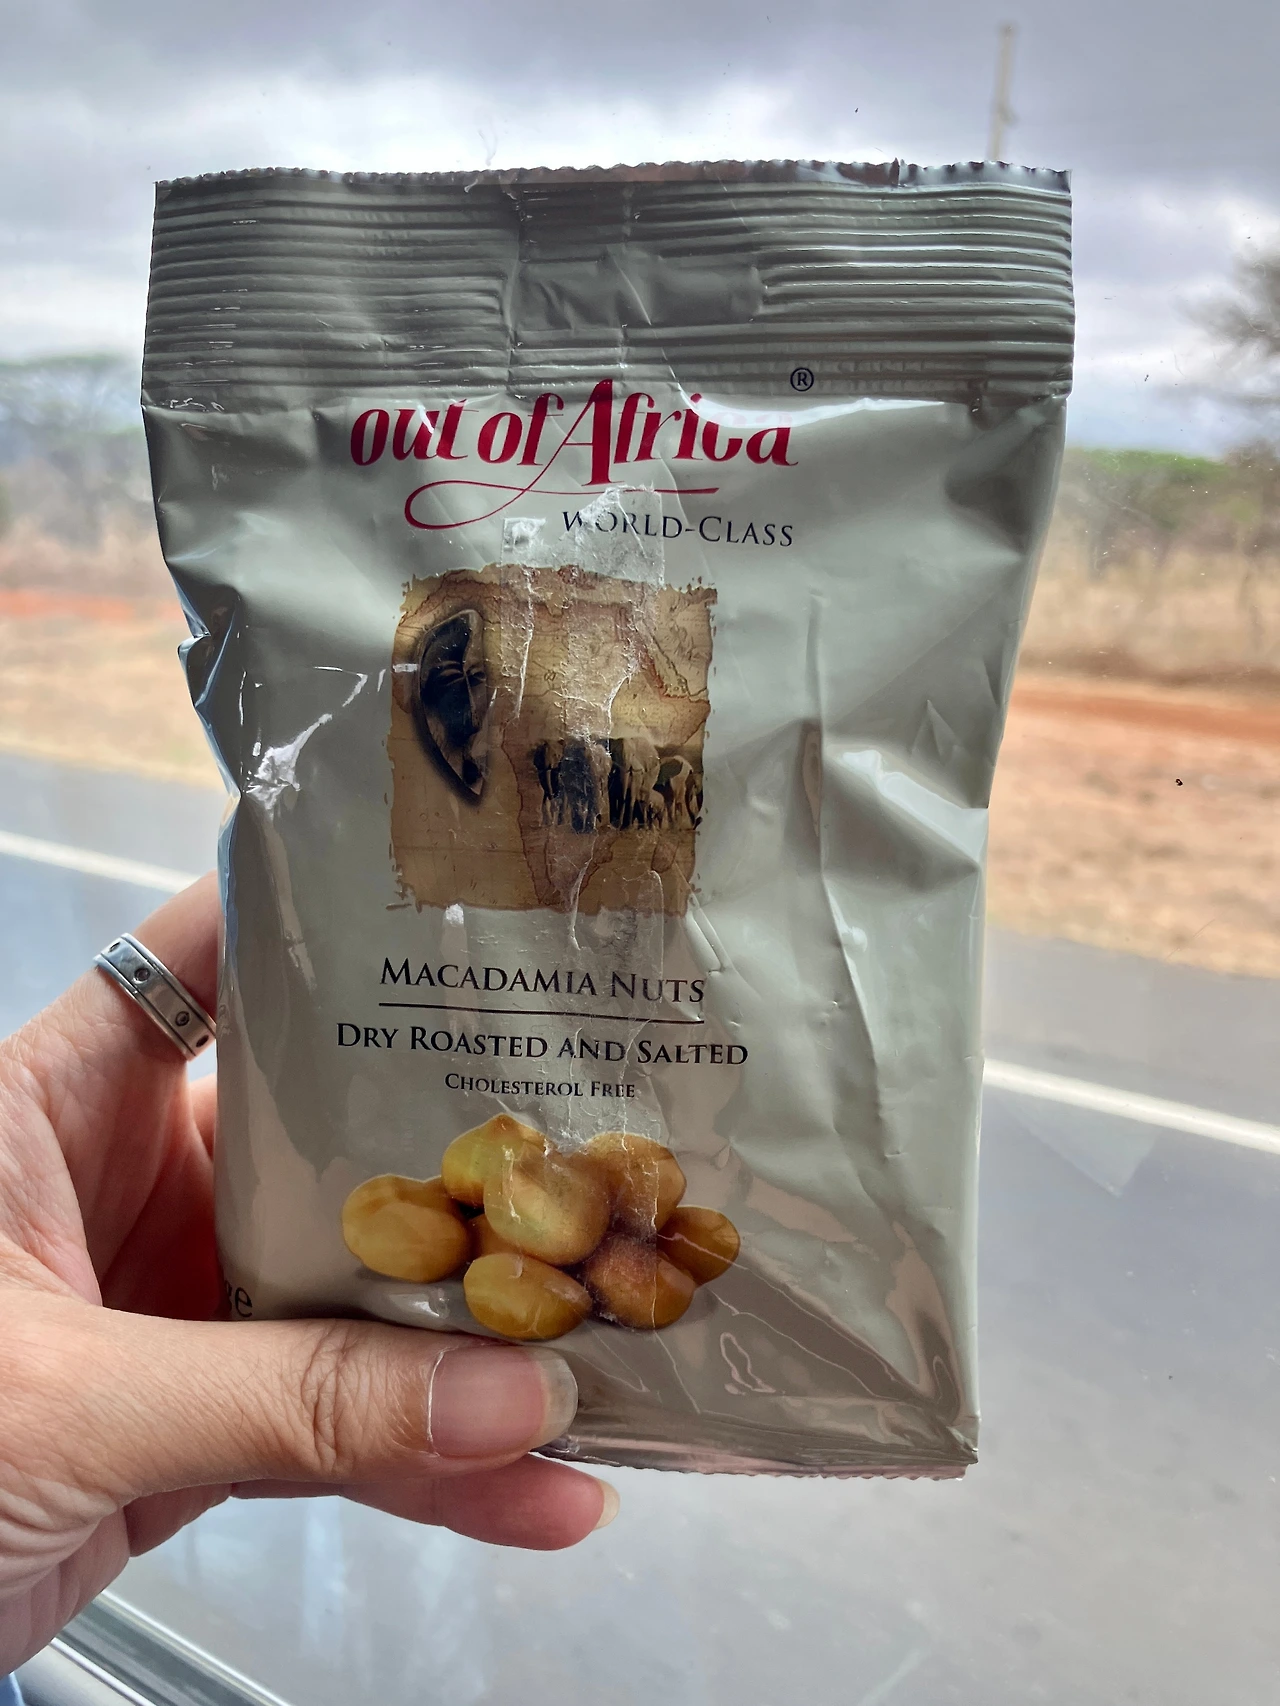 out of Africa®
WORLD-CLASS
MACADAMIA NUTS
DRY ROASTED AND SALTED
CHOLESTEROL FREE